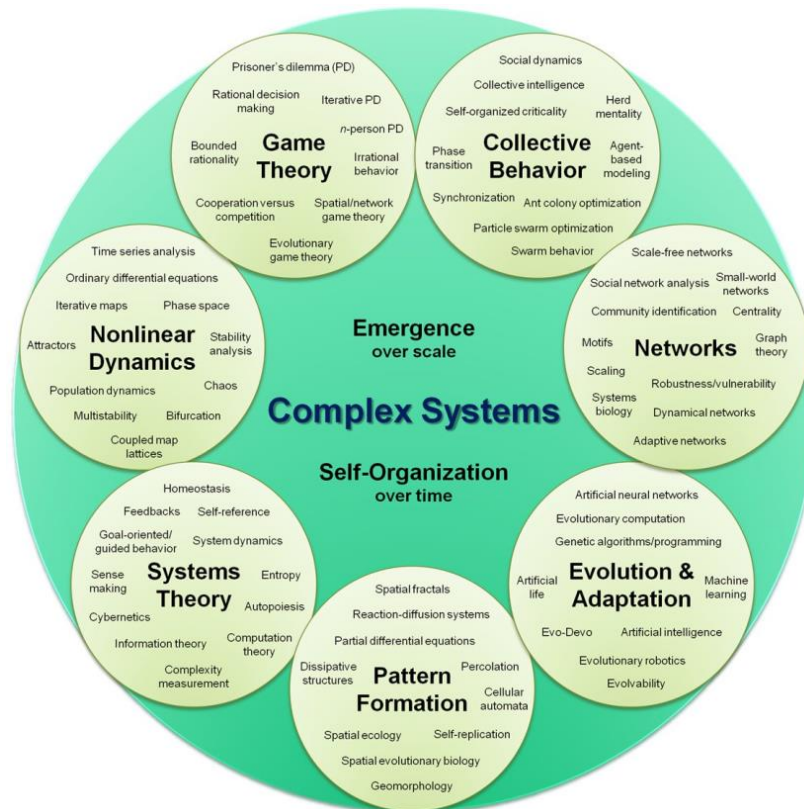 Prisoner's dilemma (PD)
Rational decision
making
Iterative PD
n-person PD
Bounded
rationality
Game
Theory
Irrational
behavior
Cooperation versus
competition
Spatial/network
game theory
Evolutionary
game theory
Social dynamics
Collective intelligence
Self-organized criticality
Herd
mentality
Phase
transition
Collective
Behavior
Agent-
based
modeling
Synchronization
Ant colony optimization
Particle swarm optimization
Swarm behavior
Time series analysis
Ordinary differential equations
Iterative maps
Phase space
Attractors
Nonlinear
Dynamics
Stability
analysis
Population dynamics
Chaos
Multistability
Bifurcation
Coupled map
lattices
Emergence
over scale
Complex Systems
Self-Organization
over time
Scale-free networks
Social network analysis
Small-world
networks
Community identification
Centrality
Motifs
Networks
Graph
theory
Scaling
Robustness/vulnerability
Systems
biology
Dynamical networks
Adaptive networks
Homeostasis
Feedbacks
Self-reference
Goal-oriented/
guided behavior
System dynamics
Sense
making
Systems
Theory
Entropy
Cybernetics
Autopoiesis
Information theory
Computation
theory
Complexity
measurement
Spatial fractals
Reaction-diffusion systems
Partial differential equations
Dissipative
structures
Pattern
Formation
Percolation
Cellular
automata
Spatial ecology
Self-replication
Spatial evolutionary biology
Geomorphology
Artificial neural networks
Evolutionary computation
Genetic algorithms/programming
Artificial
life
Evolution &
Adaptation
Machine
learning
Evo-Devo
Artificial intelligence
Evolutionary robotics
Evolvability